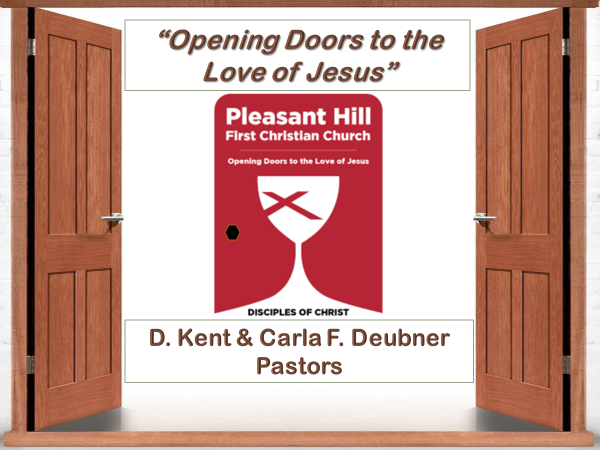 “Opening Doors to the
Love of Jesus”
Pleasant Hill
First Christian Church
Opening Doors to the Love of Jesus
DISCIPLES OF CHRIST
D. Kent & Carla F. Deubner
Pastors